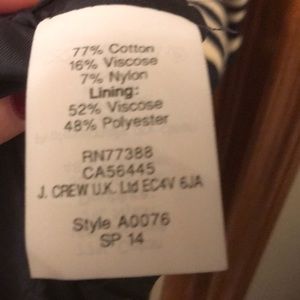 77% Cotton
16% Viscose
7% Nylon
Lining:
52% Viscose
48% Polyester
RN77388
CA56445
J. CREW U.K. Ltd EC4V 6JA
Style A0076
SP 14